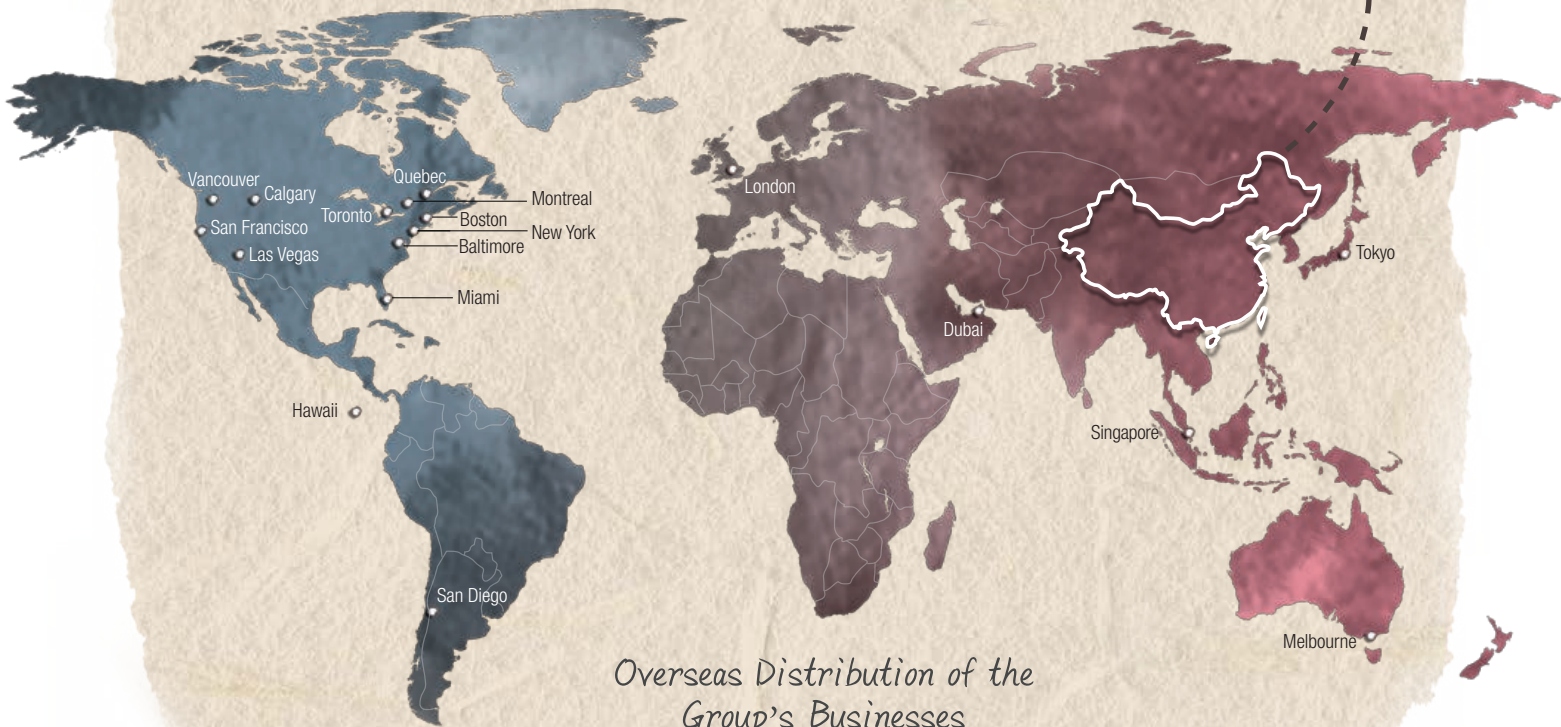 Vancouver
Calgary
Quebec
Montreal
Toronto
Boston
San Francisco
New York
Baltimore
Las Vegas
Miami
Hawaii
San Diego
London
Dubai
Tokyo
Singapore
Melbourne
Overseas Distribution of the
Group's Businesses